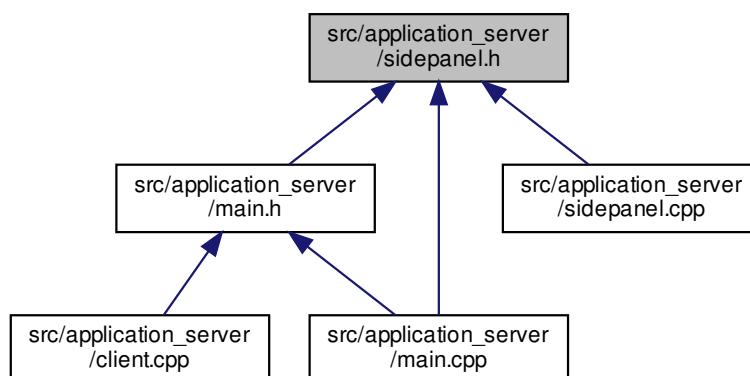 src/application_server
/sidepanel.h
src/application_server
/main.h
src/application_server
/sidepanel.cpp
src/application_server
/client.cpp
src/application_server
/main.cpp